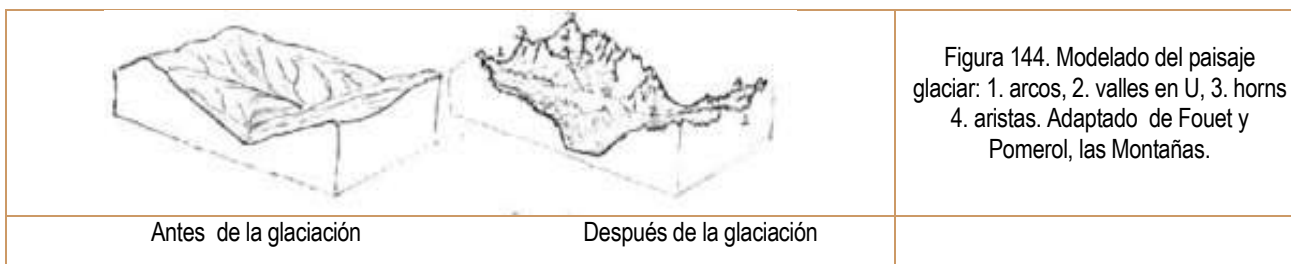 Figura 144. Modelado del paisaje
glaciar: 1. arcos, 2. valles en U, 3. horns
4. aristas. Adaptado de Fouet y
Pomerol, las Montañas.
Antes de la glaciación
Después de la glaciación